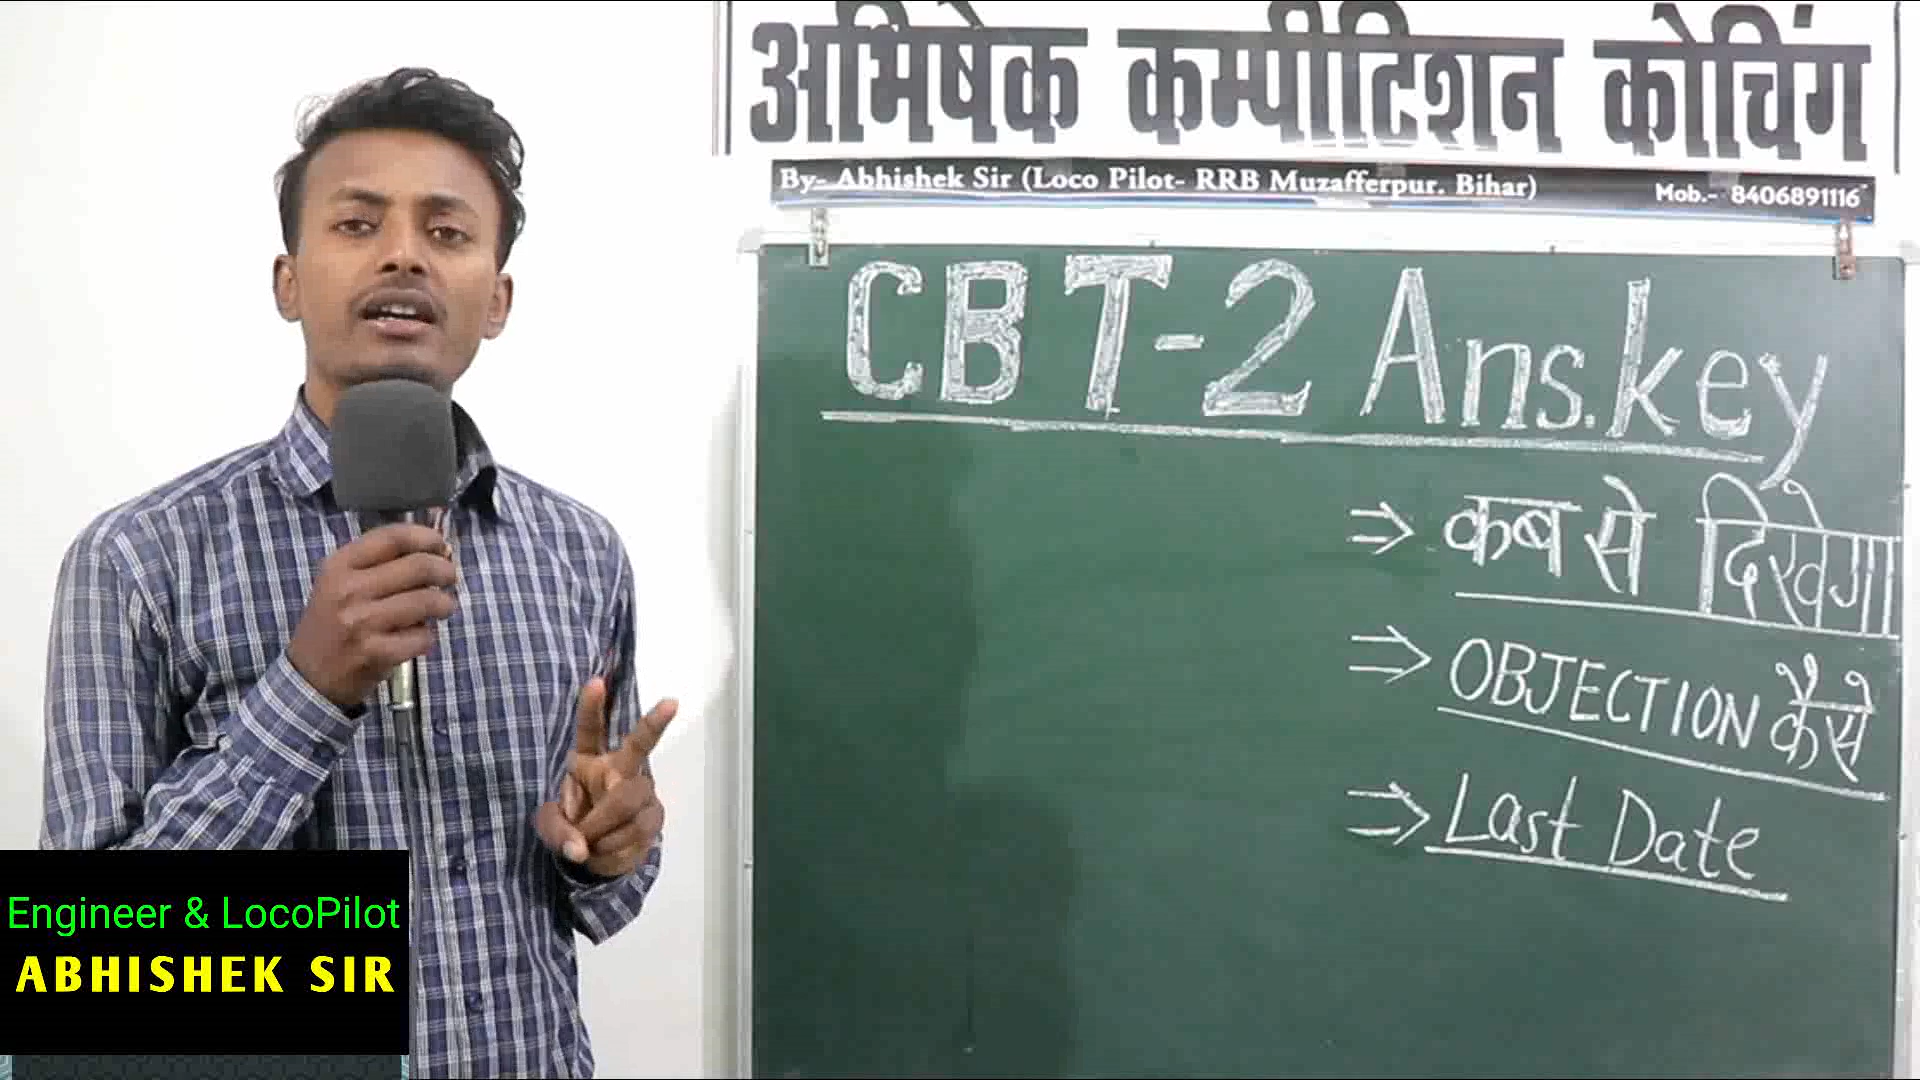 अभिषेक कम्पीटिशन कोचिंग
By- Abhishek Sir (Loco Pilot- RRB Muzafferpur. Bihar) Mob.- 8406891116
CBT-2 Ans.key
⇒ कब से दिखेगा
⇒ OBJECTION कैसे
⇒ Last Date
Engineer & LocoPilot
ABHISHEK SIR